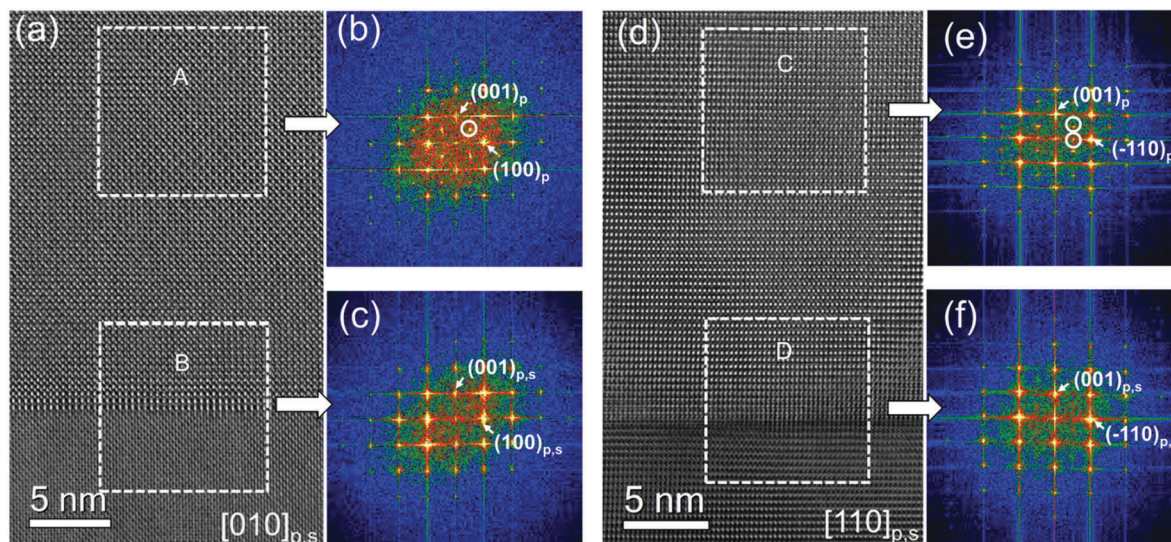 (a)
A
B
5 nm
[010]p,s
(b)
(001)p
(100)p
(c)
(001)p,s
(100)p,s
(d)
C
D
5 nm
[110]p,s
(e)
(001)p
(-110)p
(f)
(001)p,s
(-110)p,